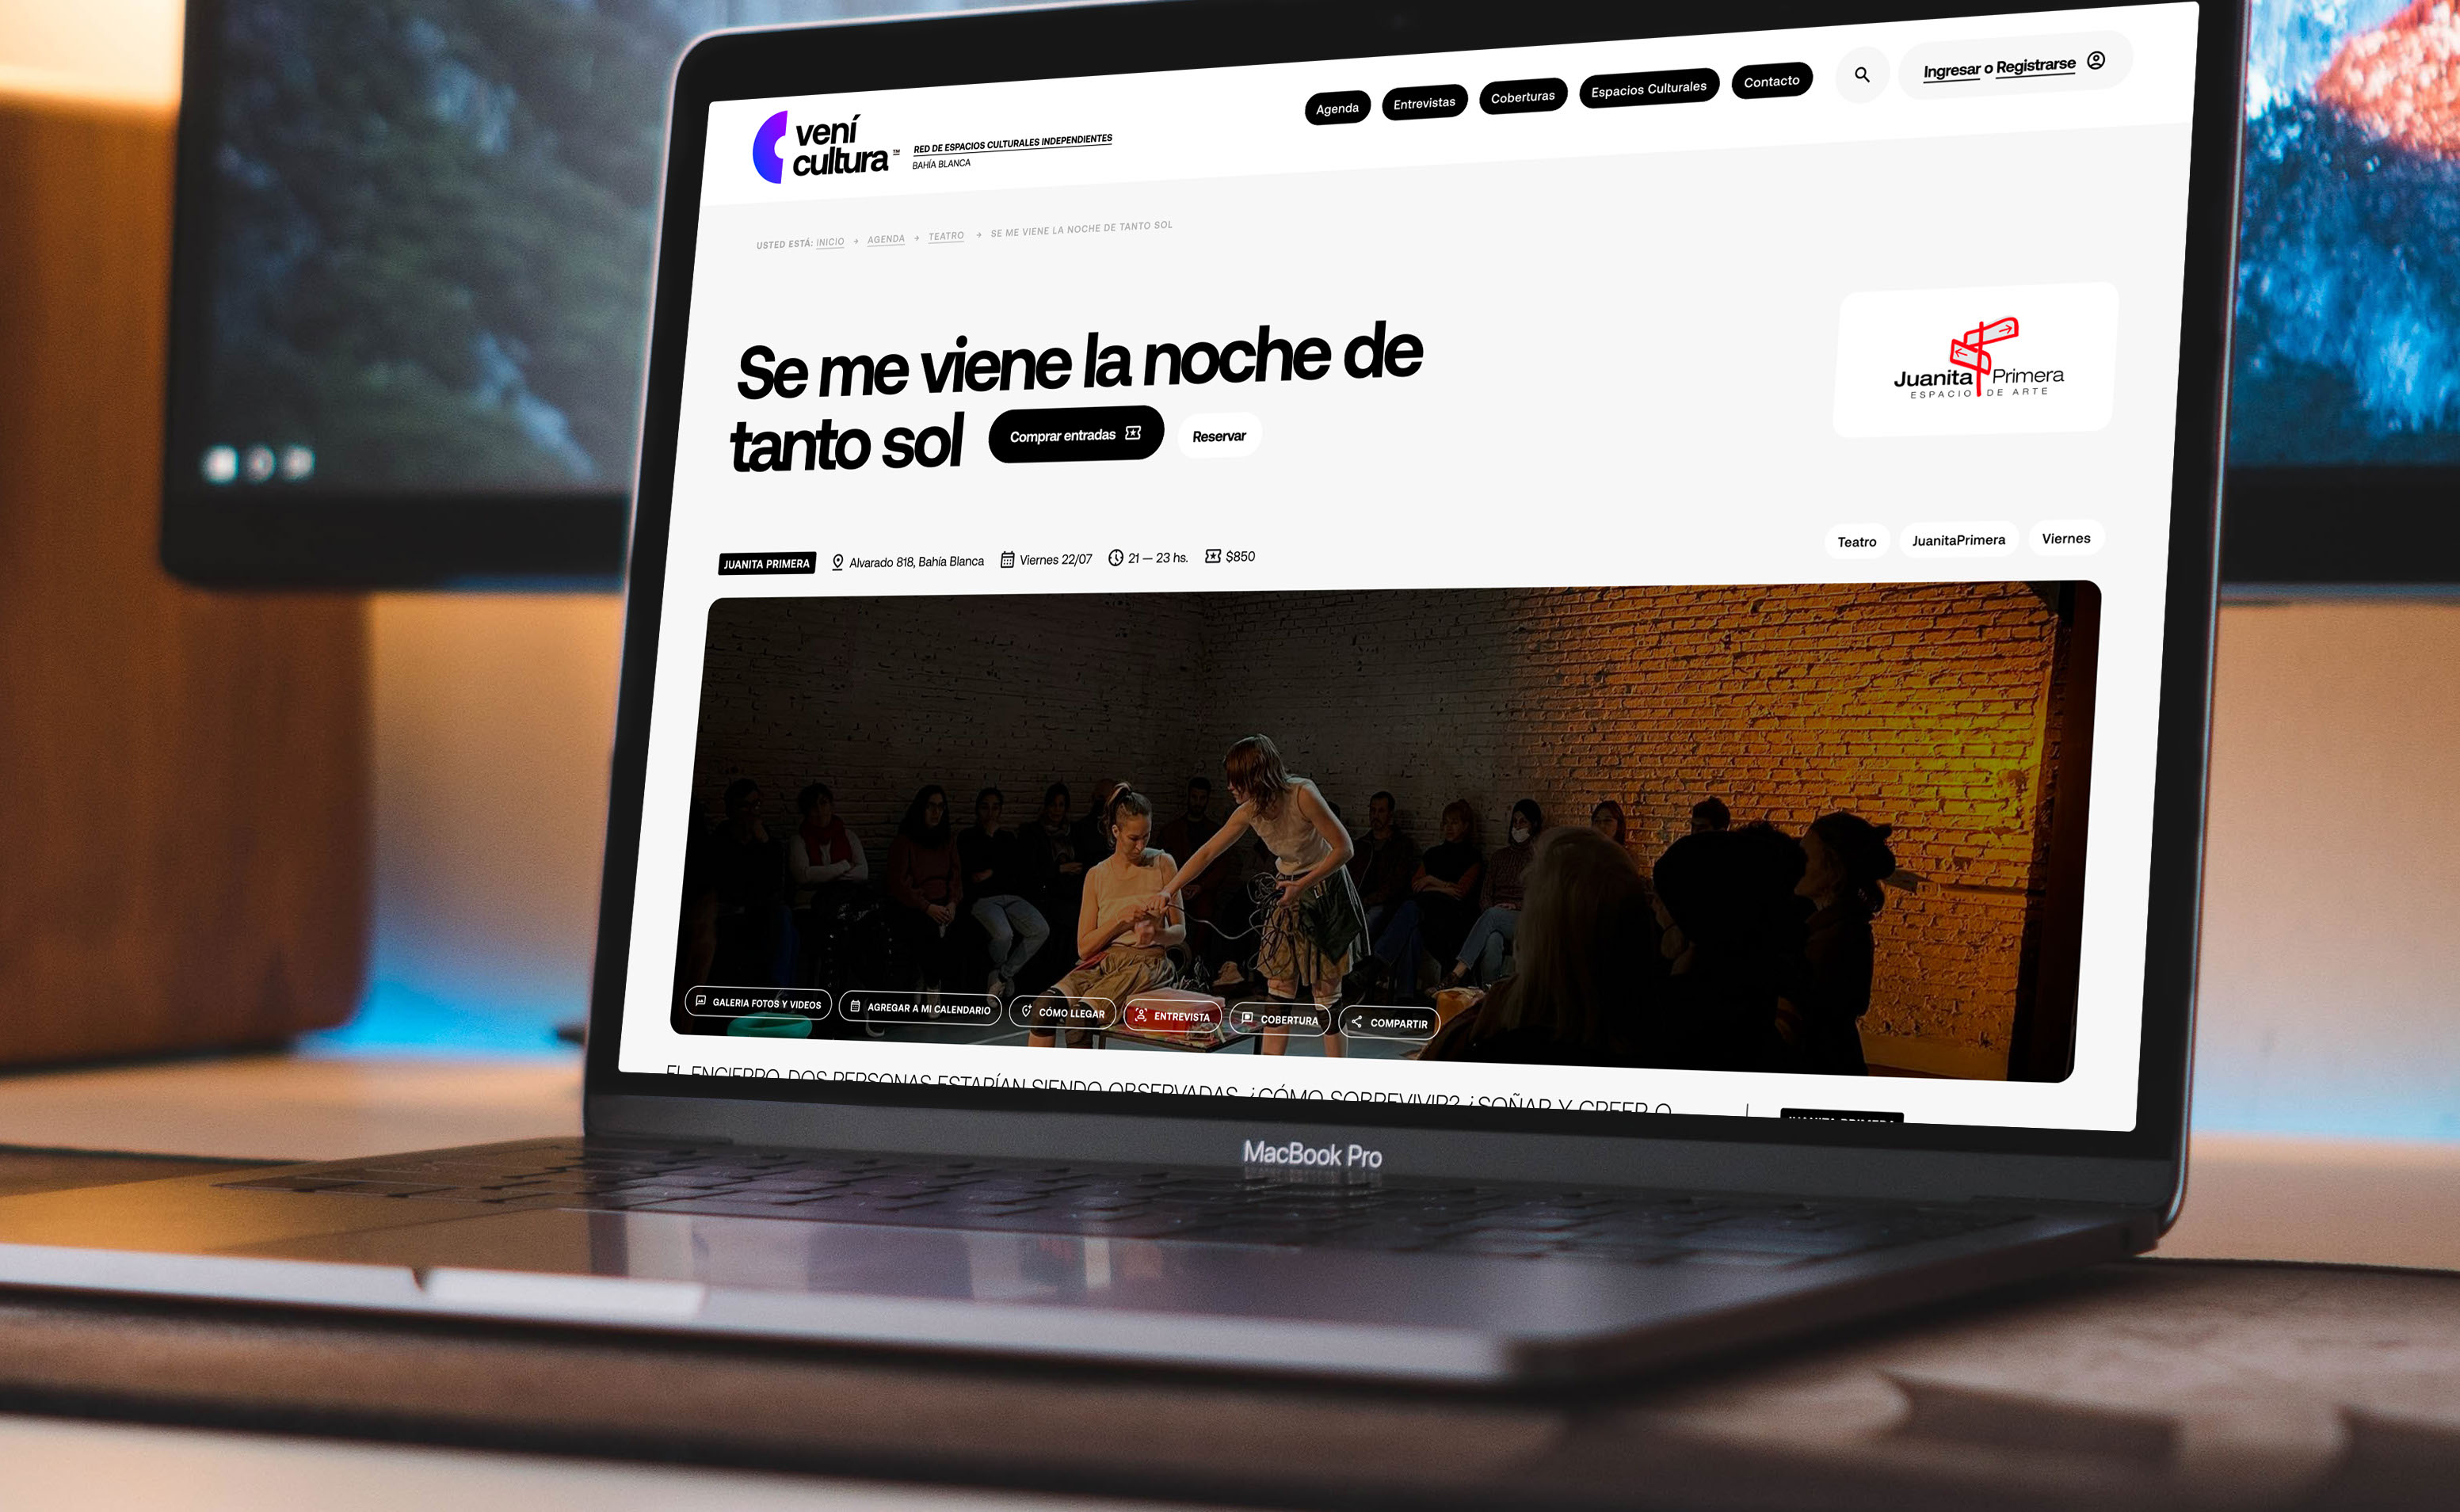 vení
cultura™
RED DE ESPACIOS CULTURALES INDEPENDIENTES
BAHÍA BLANCA
Agenda
Entrevistas
Coberturas
Espacios Culturales
Contacto
Ingresar o Registrarse
USTED ESTÁ: INICIO → AGENDA → TEATRO → SE ME VIENE LA NOCHE DE TANTO SOL
Se me viene la noche de
tanto sol
Comprar entradas
Reservar
Juanita Primera
ESPACIO DE ARTE
JUANITA PRIMERA
Alvarado 818, Bahía Blanca
Viernes 22/07
21 — 23 hs.
$850
Teatro
JuanitaPrimera
Viernes
GALERIA FOTOS Y VIDEOS
AGREGAR A MI CALENDARIO
CÓMO LLEGAR
ENTREVISTA
COBERTURA
COMPARTIR
EL ENCIERRO. DOS PERSONAS ESTARÍAN SIENDO OBSERVADAS. ¿CÓMO SOBREVIVIR? ¿SOÑAR Y CREER O
JUANITA PRIMERA
MacBook Pro